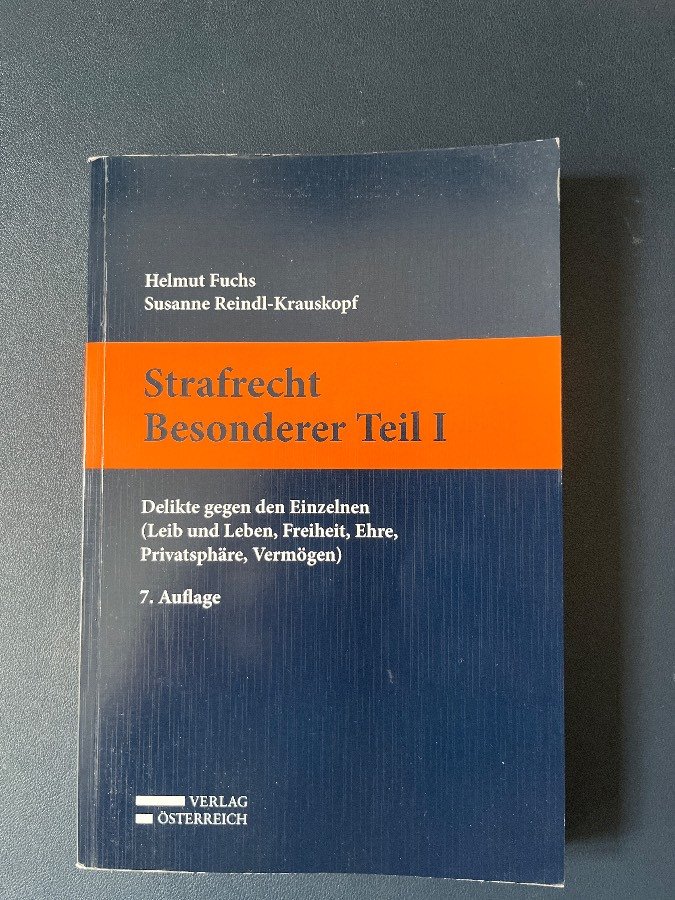 Helmut Fuchs
Susanne Reindl-Krauskopf
Strafrecht
Besonderer Teil I
Delikte gegen den Einzelnen
(Leib und Leben, Freiheit, Ehre,
Privatsphäre, Vermögen)
7. Auflage
VERLAG
ÖSTERREICH